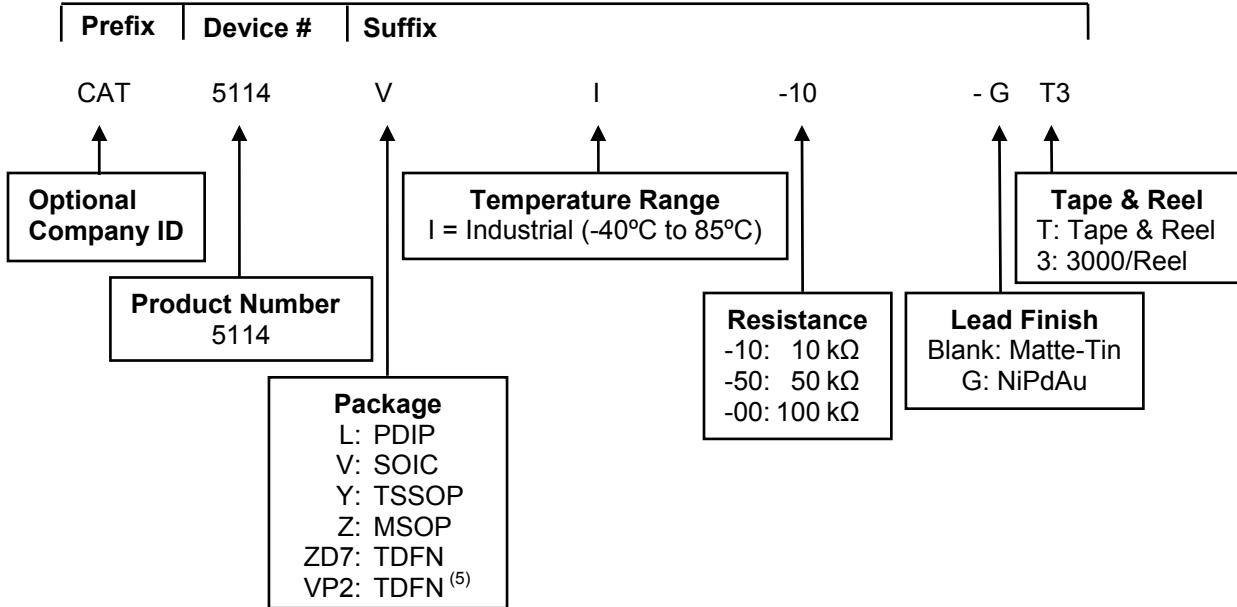 Prefix Device # Suffix
CAT 5114 V I -10 - G T3
Optional
Company ID
Product Number
5114
Package
L: PDIP
V: SOIC
Y: TSSOP
Z: MSOP
ZD7: TDFN
VP2: TDFN (5)
Temperature Range
I = Industrial (-40ºC to 85ºC)
Resistance
-10: 10 kΩ
-50: 50 kΩ
-00: 100 kΩ
Lead Finish
Blank: Matte-Tin
G: NiPdAu
Tape & Reel
T: Tape & Reel
3: 3000/Reel